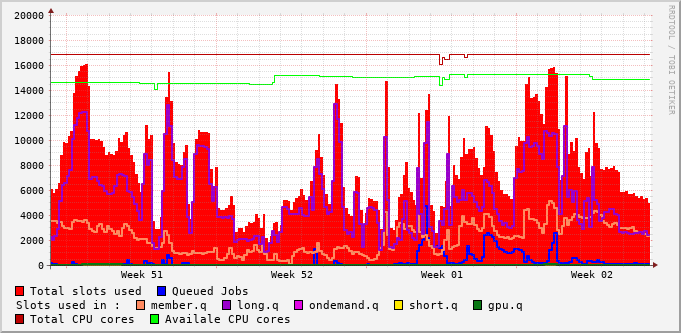 20000
18000
16000
14000
12000
10000
8000
6000
4000
2000
0
Week 51 Week 52 Week 01 Week 02
RRDTOOL / TOBI OETIKER
Total slots used Queued Jobs
Slots used in : member.q long.q ondemand.q short.q gpu.q
Total CPU cores Availale CPU cores